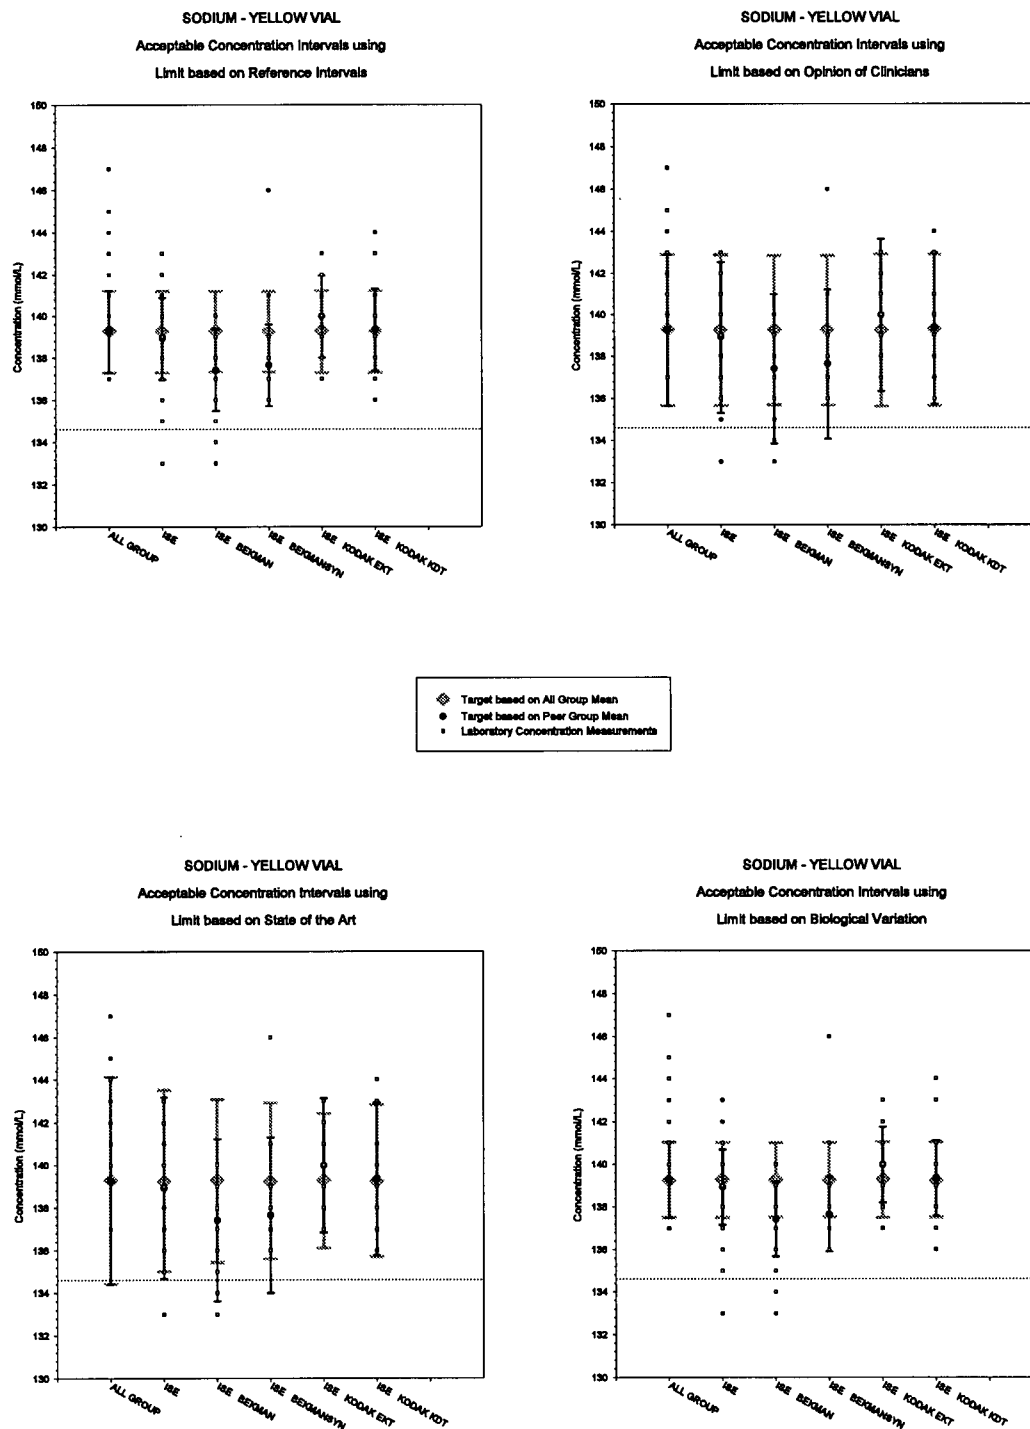 SODIUM - YELLOW VIAL
Acceptable Concentration Intervals using
Limit based on Reference Intervals
Concentration (mmol/L)
150
148
146
144
142
140
138
136
134
132
130
ALL GROUP
ISE
ISE BEKMAN
ISE BEKMANSYN
ISE KODAK EKT
ISE KODAK KDT
SODIUM - YELLOW VIAL
Acceptable Concentration Intervals using
Limit based on Opinion of Clinicians
Concentration (mmol/L)
150
148
146
144
142
140
138
136
134
132
130
ALL GROUP
ISE
ISE BEKMAN
ISE BEKMANSYN
ISE KODAK EKT
ISE KODAK KDT
Target based on All Group Mean
Target based on Peer Group Mean
Laboratory Concentration Measurements
SODIUM - YELLOW VIAL
Acceptable Concentration Intervals using
Limit based on State of the Art
Concentration (mmol/L)
150
148
146
144
142
140
138
136
134
132
130
ALL GROUP
ISE
ISE BEKMAN
ISE BEKMANSYN
ISE KODAK EKT
ISE KODAK KDT
SODIUM - YELLOW VIAL
Acceptable Concentration Intervals using
Limit based on Biological Variation
Concentration (mmol/L)
150
148
146
144
142
140
138
136
134
132
130
ALL GROUP
ISE
ISE BEKMAN
ISE BEKMANSYN
ISE KODAK EKT
ISE KODAK KDT